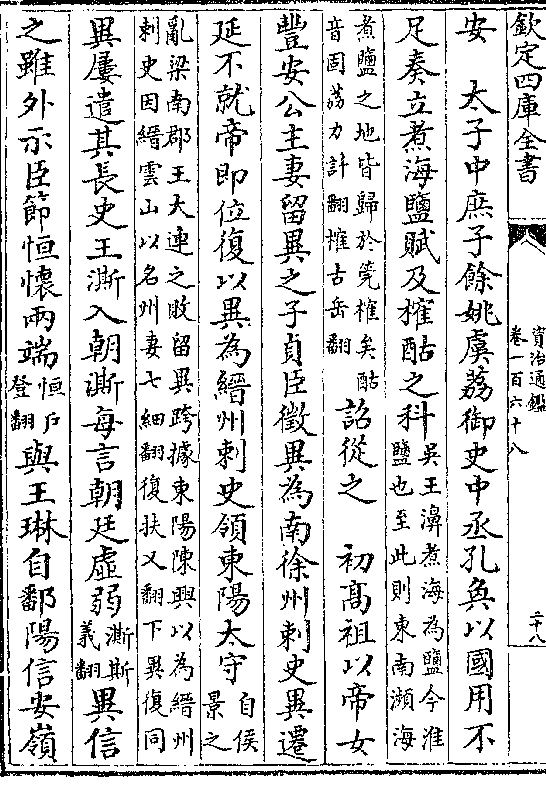 欽定四庫全書
資治通鑑
卷一百六十八
二十八
安　太子中庶子餘姚虞荔御史中丞孔奐以國用不
足奏立煮海鹽賦及榷酤之科
吳王濞煮海為鹽今淮
鹽也至此則東南瀕海
煮鹽之地皆歸於筦榷矣酤
音固荔力計翻榷古岳翻
詔從之　初高祖以帝女
豐安公主妻留異之子貞臣徵異為南徐州刺史異遷
延不就帝即位復以異為縉州刺史領東陽太守
自侯
景之
亂梁南郡王大連之敗留異跨據東陽陳興以為縉州
刺史因縉雲山以名州妻七細翻復扶又翻下異復同
異屢遣其長史王澌入朝澌每言朝廷虛弱
澌斯
義翻
異信
之雖外示臣節恒懷兩端
恒戶
登翻
與王琳自鄱陽信安嶺